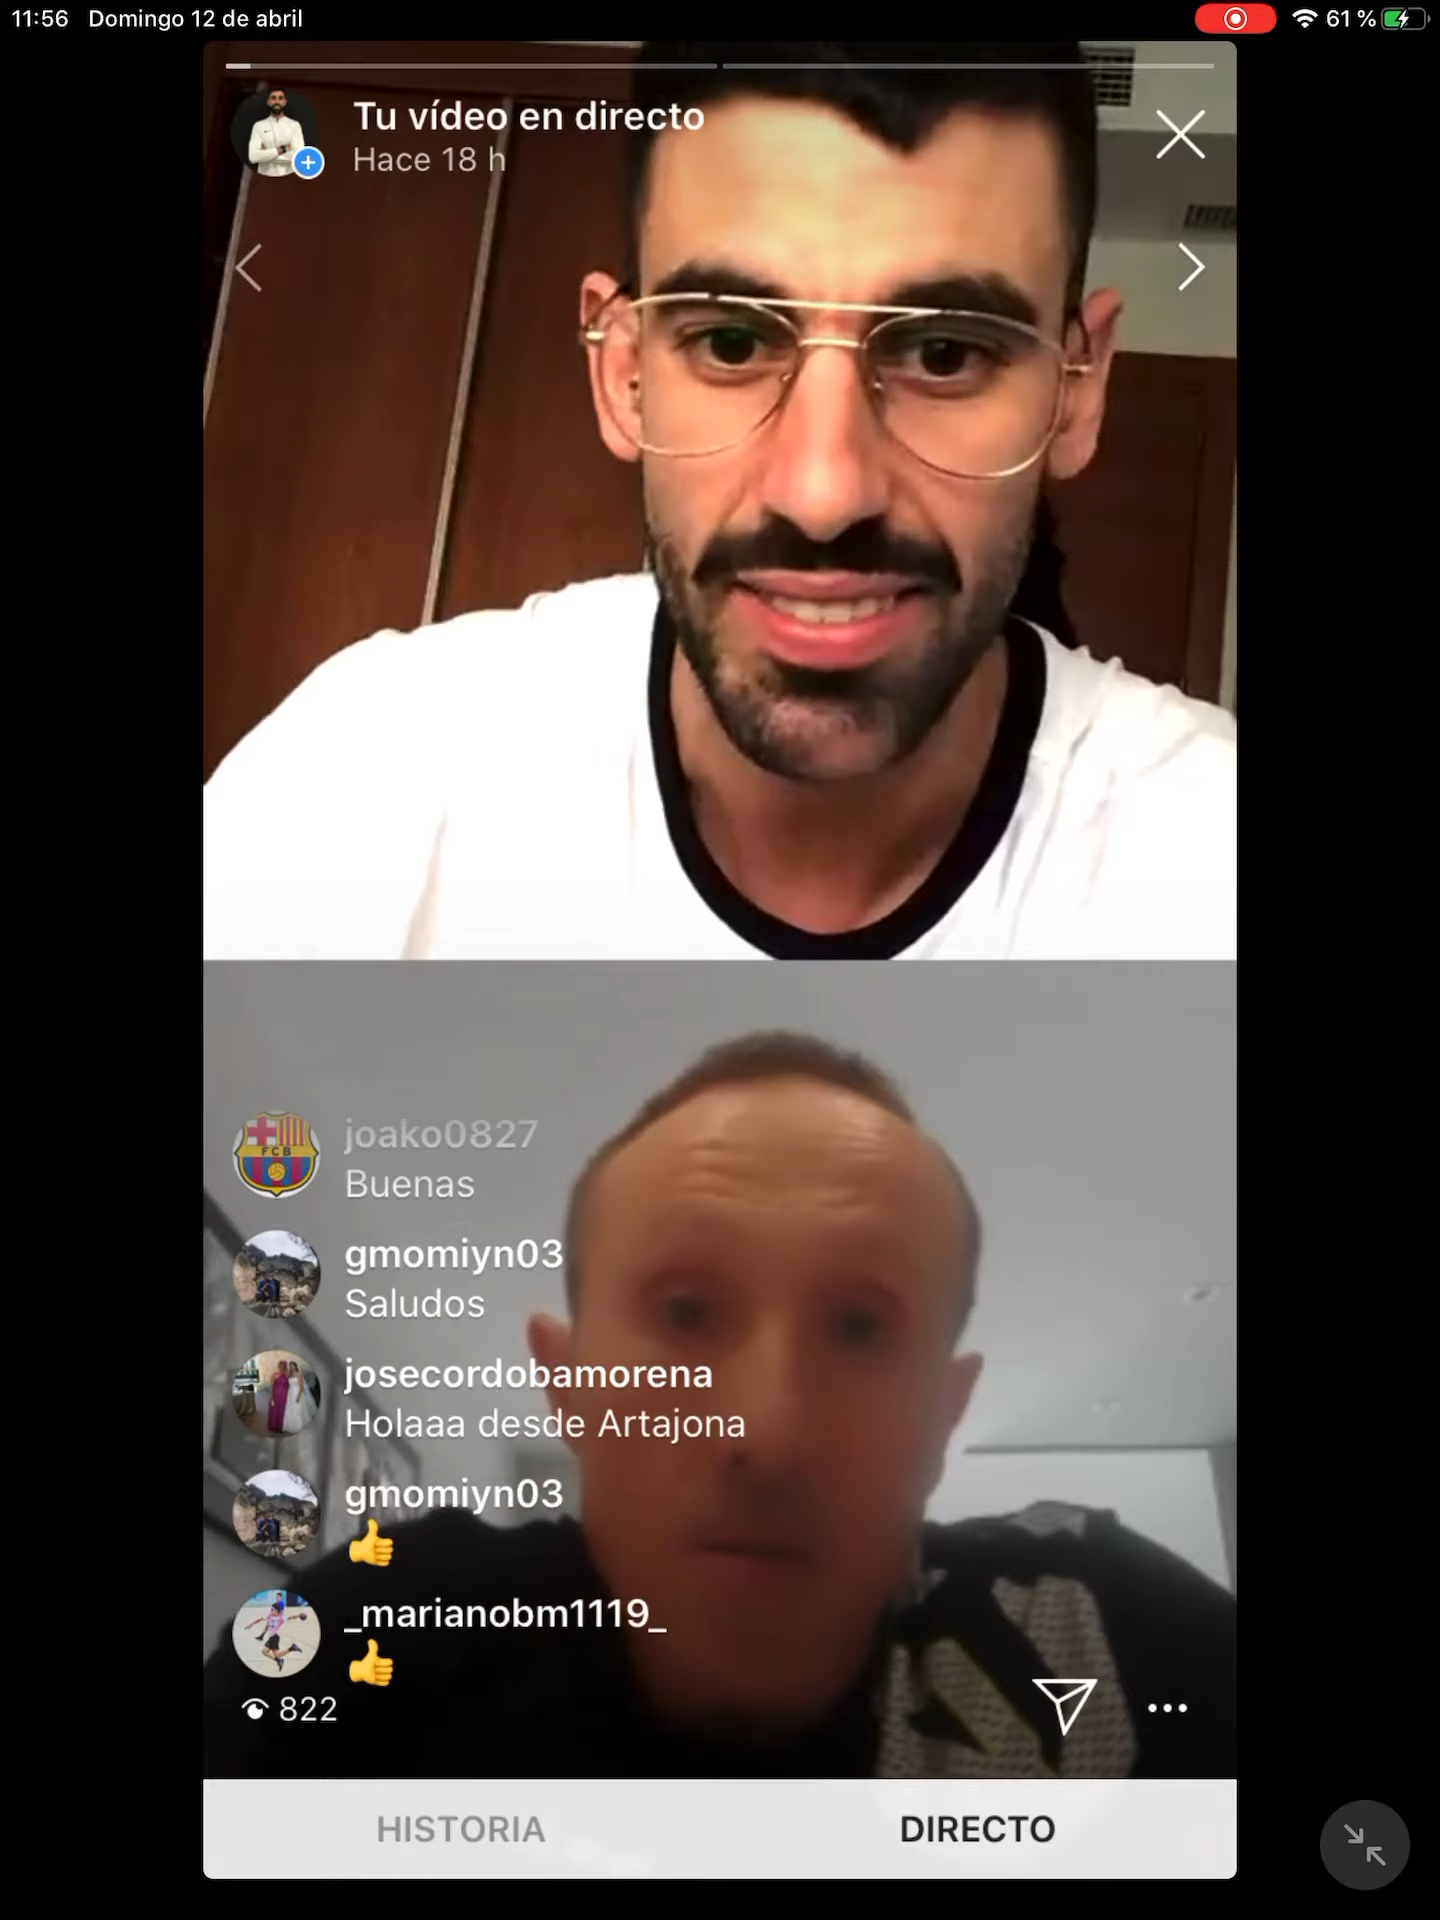 11:56 Domingo 12 de abril
61 %
Tu vídeo en directo
Hace 18 h
joako0827
FCB
Buenas
gmomiyn03
Saludos
josecordobamorena
Holaaa desde Artajona
gmomiyn03
👍
_marianobm1119_
👍
822
HISTORIA
DIRECTO